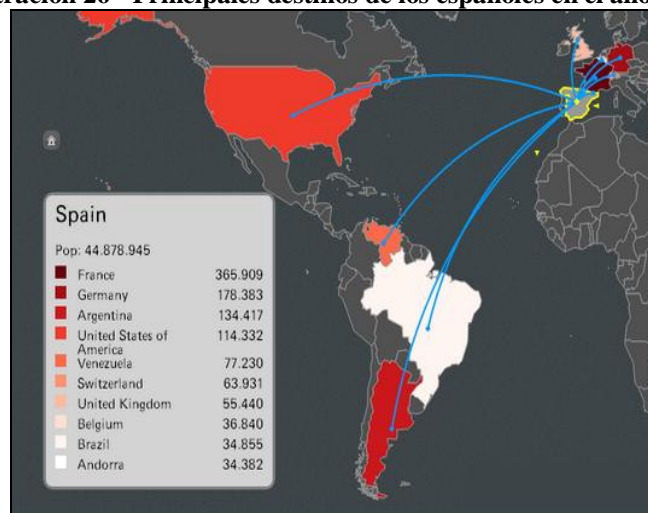 26 - Principales destinos de los españoles en el
Spain
Pop: 44.878.945
France 365.909
Germany 178.383
Argentina 134.417
United States of America 114.332
Venezuela 77.230
Switzerland 63.931
United Kingdom 55.440
Belgium 36.840
Brazil 34.855
Andorra 34.382